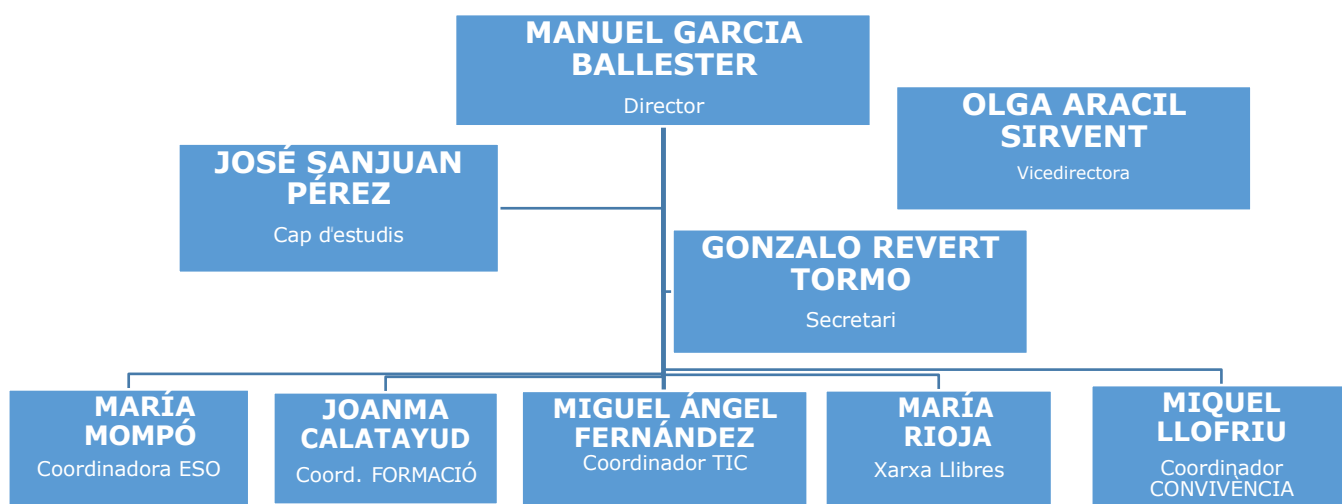 MANUEL GARCIA
BALLESTER
Director
OLGA ARACIL
SIRVENT
Vicedirectora
JOSÉ SANJUAN
PÉREZ
Cap d'estudis
GONZALO REVERT
TORMO
Secretari
MARÍA
MOMPÓ
Coordinadora ESO
JOANMA
CALATAYUD
Coord. FORMACIÓ
MIGUEL ÁNGEL
FERNÁNDEZ
Coordinador TIC
MARÍA
RIOJA
Xarxa Llibres
MIQUEL
LLOFRIU
Coordinador
CONVIVÈNCIA